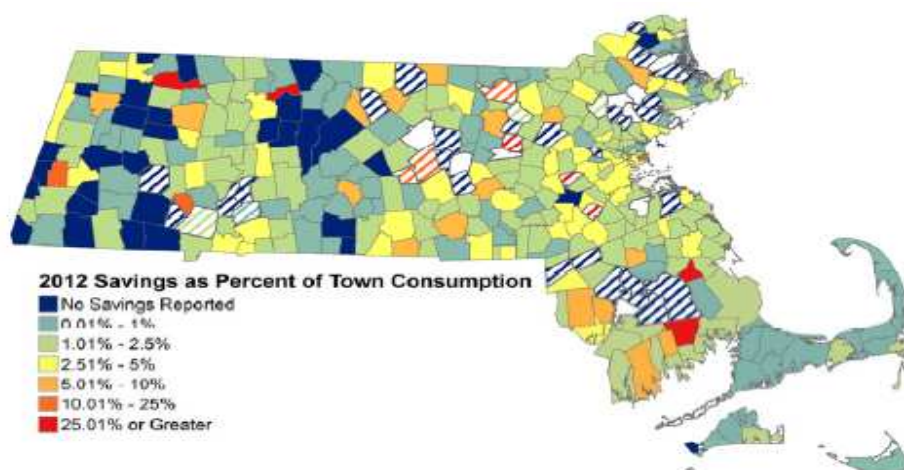 2012 Savings as Percent of Town Consumption
No Savings Reported
0.01% - 1%
1.01% - 2.5%
2.51% - 5%
5.01% - 10%
10.01% - 25%
25.01% or Greater